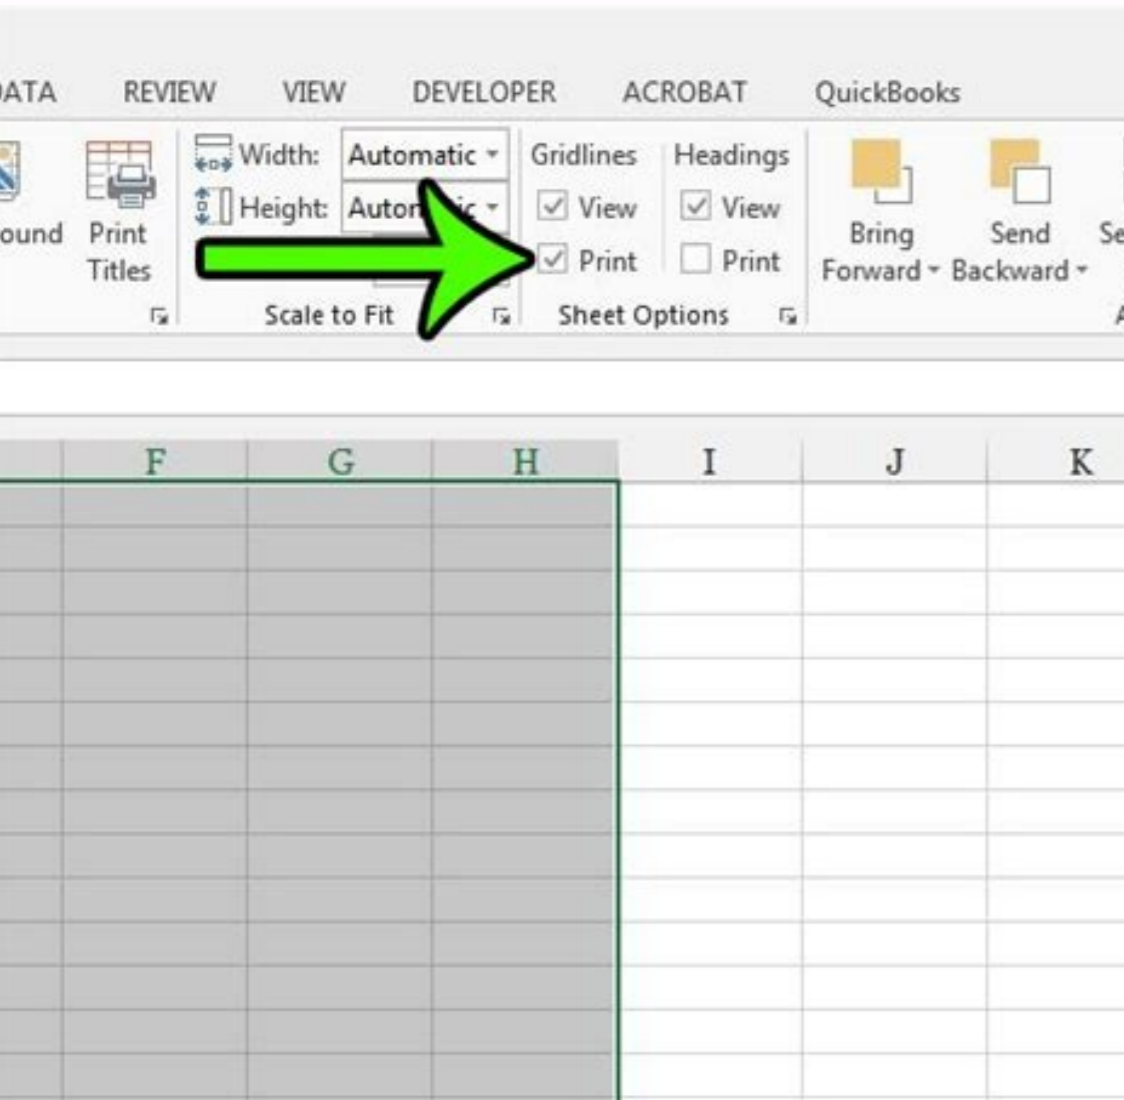 DATA REVIEW VIEW DEVELOPER ACROBAT QuickBooks
Width: Automatic Gridlines Headings
Height: View View
ound Print Bring Send Se
Titles Print Print Forward Backward
Scale to Fit Sheet Options
F G H I J K